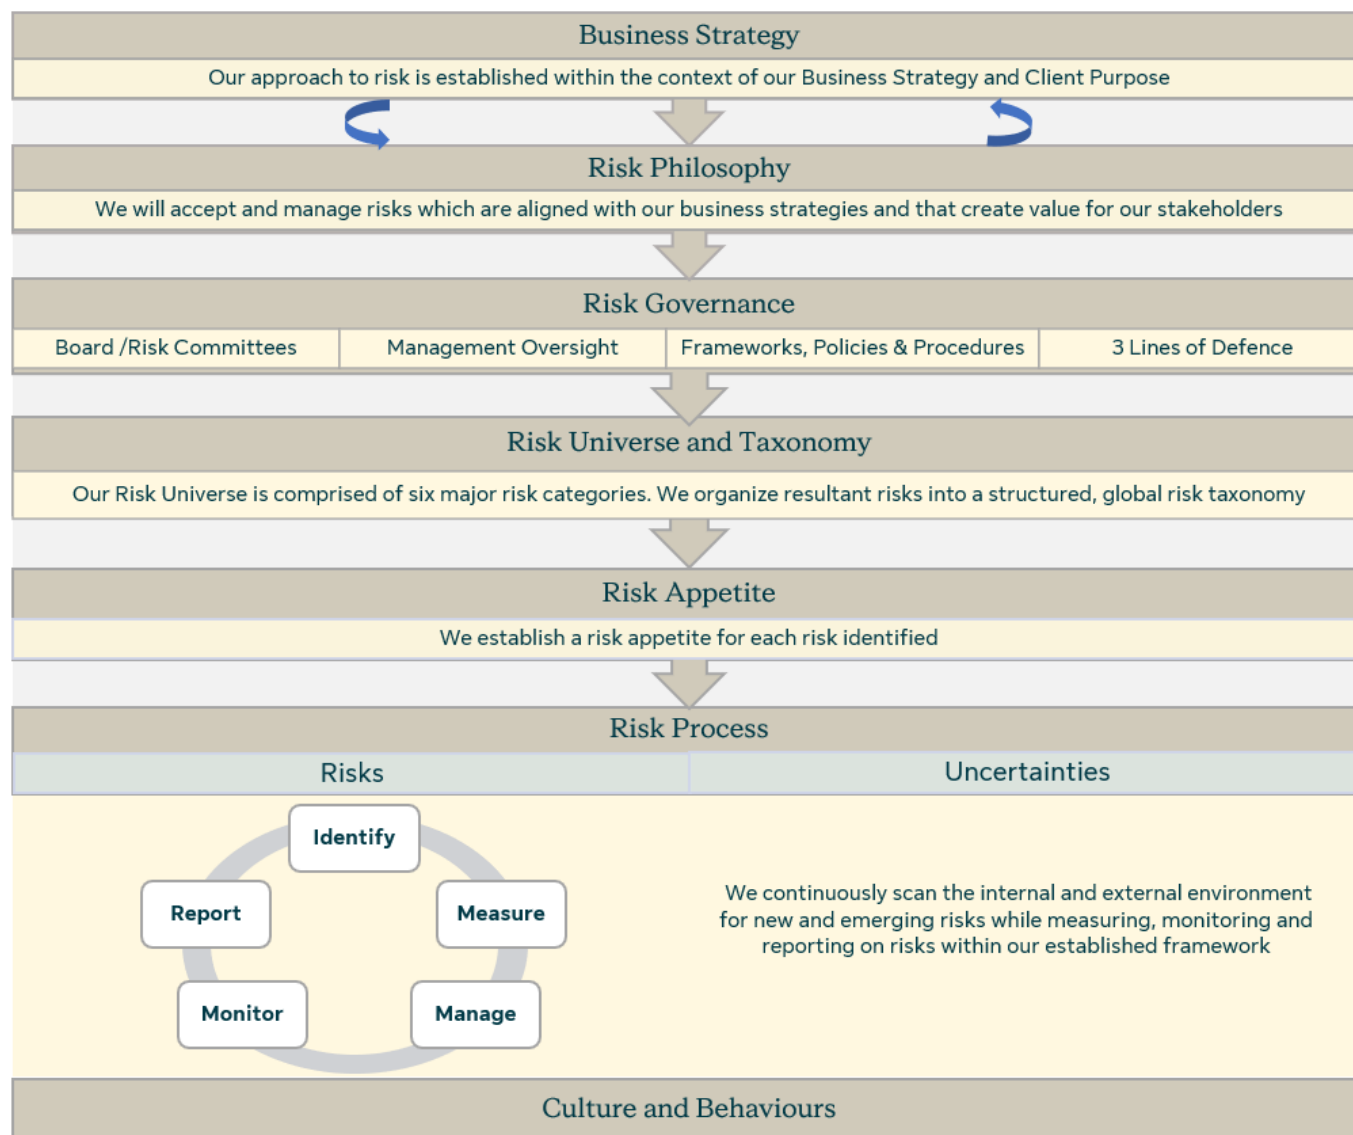 Business Strategy
Our approach to risk is established within the context of our Business Strategy and Client Purpose
Risk Philosophy
We will accept and manage risks which are aligned with our business strategies and that create value for our stakeholders
Risk Governance
Board /Risk Committees
Management Oversight
Frameworks, Policies & Procedures
3 Lines of Defence
Risk Universe and Taxonomy
Our Risk Universe is comprised of six major risk categories. We organize resultant risks into a structured, global risk taxonomy
Risk Appetite
We establish a risk appetite for each risk identified
Risk Process
Risks
Uncertainties
Identify
Measure
Manage
Monitor
Report
We continuously scan the internal and external environment
for new and emerging risks while measuring, monitoring and
reporting on risks within our established framework
Culture and Behaviours